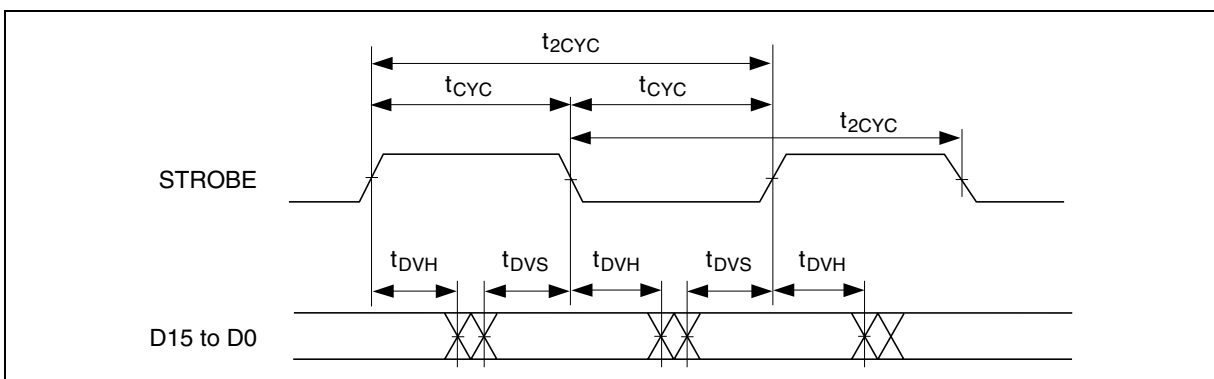 t2CYC
tCYC tCYC
t2CYC
STROBE
tDVH tDVS tDVH tDVS tDVH
D15 to D0